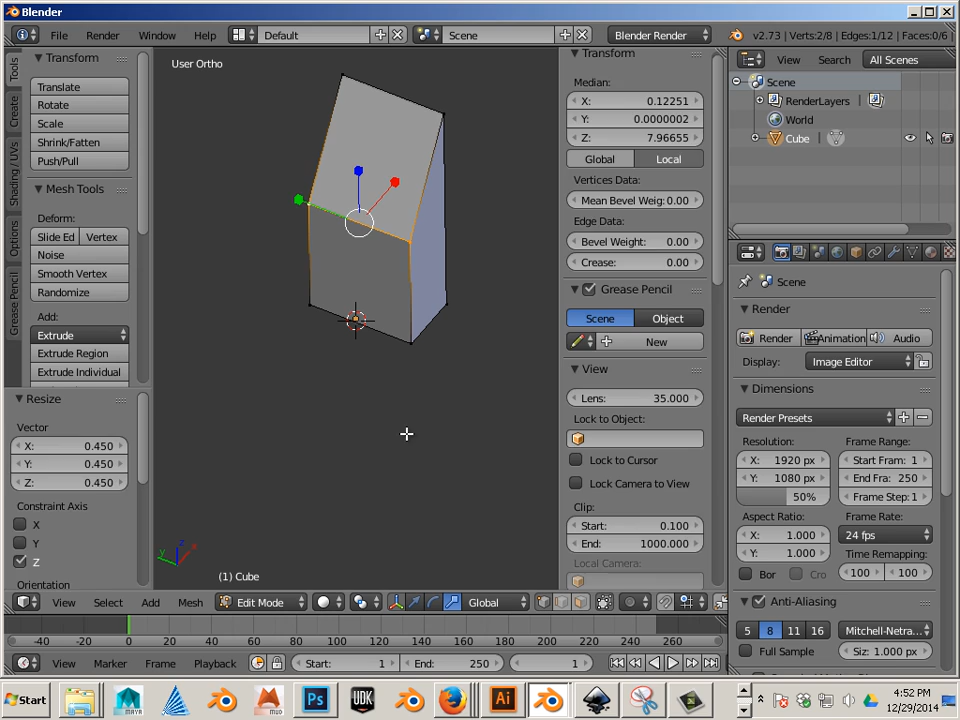 Blender
File Render Window Help Default Scene Blender Render v2.73 | Verts:2/8 | Edges:1/12 | Faces:0/6
Tools
Create
Shading / UVs
Options
Grease Pencil
Transform
Translate
Rotate
Scale
Shrink/Fatten
Push/Pull
Mesh Tools
Deform:
Slide Ed Vertex
Noise
Smooth Vertex
Randomize
Add:
Extrude
Extrude Region
Extrude Individual
Resize
Vector
X: 0.450
Y: 0.450
Z: 0.450
Constraint Axis
X
Y
Z
Orientation
User Ortho
z
y
(1) Cube
Transform
Median:
X: 0.12251
Y: 0.0000002
Z: 7.96655
Global Local
Vertices Data:
Mean Bevel Weig:0.00
Edge Data:
Bevel Weight: 0.00
Crease: 0.00
Grease Pencil
Scene Object
New
View
Lens: 35.000
Lock to Object:
Lock to Cursor
Lock Camera to View
Clip:
Start: 0.100
End: 1000.000
Local Camera:
View Search All Scenes
Scene
RenderLayers
World
Cube
Scene
Render
Render Animation Audio
Display: Image Editor
Dimensions
Render Presets
Resolution: Frame Range:
X: 1920 px Start Fram: 1
Y: 1080 px End Fra: 250
50% Frame Step:1
Aspect Ratio: Frame Rate:
X: 1.000 24 fps
Y: 1.000 Time Remapping:
Bor Cro 100 100
Anti-Aliasing
5 8 11 16 Mitchell-Netra...
Full Sample Siz: 1.000 px
View Select Add Mesh Edit Mode Global
-40 -20 0 20 40 60 80 100 120 140 160 180 200 220 240 260
View Marker Frame Playback Start: 1 End: 250 1
Start MAYA MUD Ps UDK Ai 4:52 PM
12/29/2014